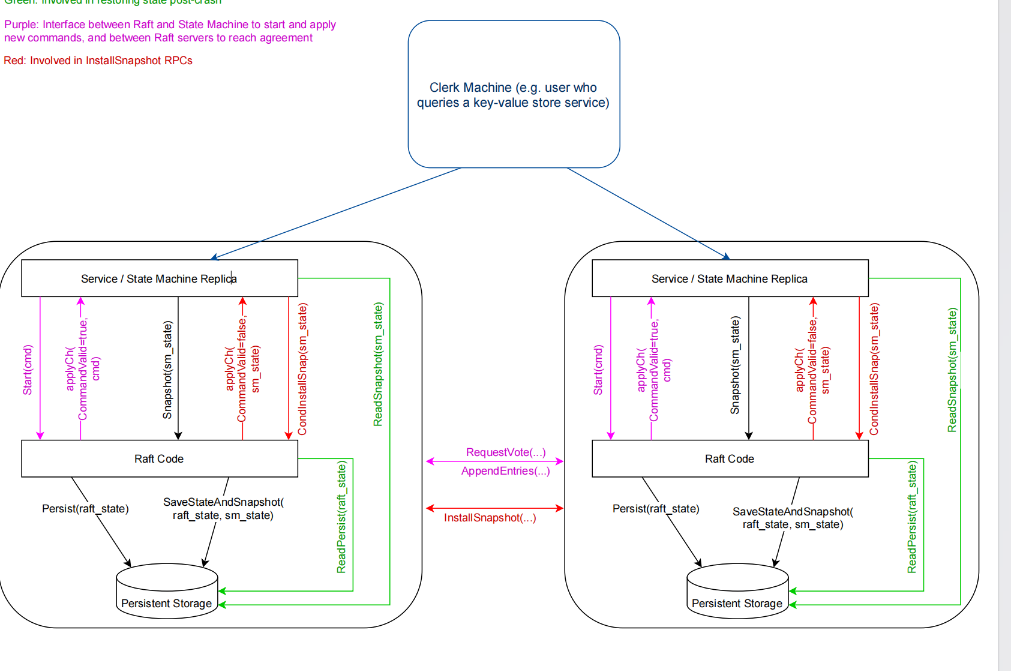 Green: Involved in restoring state post-crash
Purple: Interface between Raft and State Machine to start and apply
new commands, and between Raft servers to reach agreement
Red: Involved in InstallSnapshot RPCs
Clerk Machine (e.g. user who
queries a key-value store service)
Service / State Machine Replica
Start(cmd)
applyCh(
CommandValid=true,
cmd)
Snapshot(sm_state)
applyCh(
CommandValid=false,
sm_state)
CondInstallSnap(sm_state)
ReadSnapshot(sm_state)
Raft Code
Persist(raft_state)
SaveStateAndSnapshot(
raft_state, sm_state)
ReadPersist(raft_state)
Persistent Storage
RequestVote(...)
AppendEntries(...)
InstallSnapshot(...)
Service / State Machine Replica
Start(cmd)
applyCh(
CommandValid=true,
cmd)
Snapshot(sm_state)
applyCh(
CommandValid=false,
sm_state)
CondInstallSnap(sm_state)
ReadSnapshot(sm_state)
Raft Code
Persist(raft_state)
SaveStateAndSnapshot(
raft_state, sm_state)
ReadPersist(raft_state)
Persistent Storage